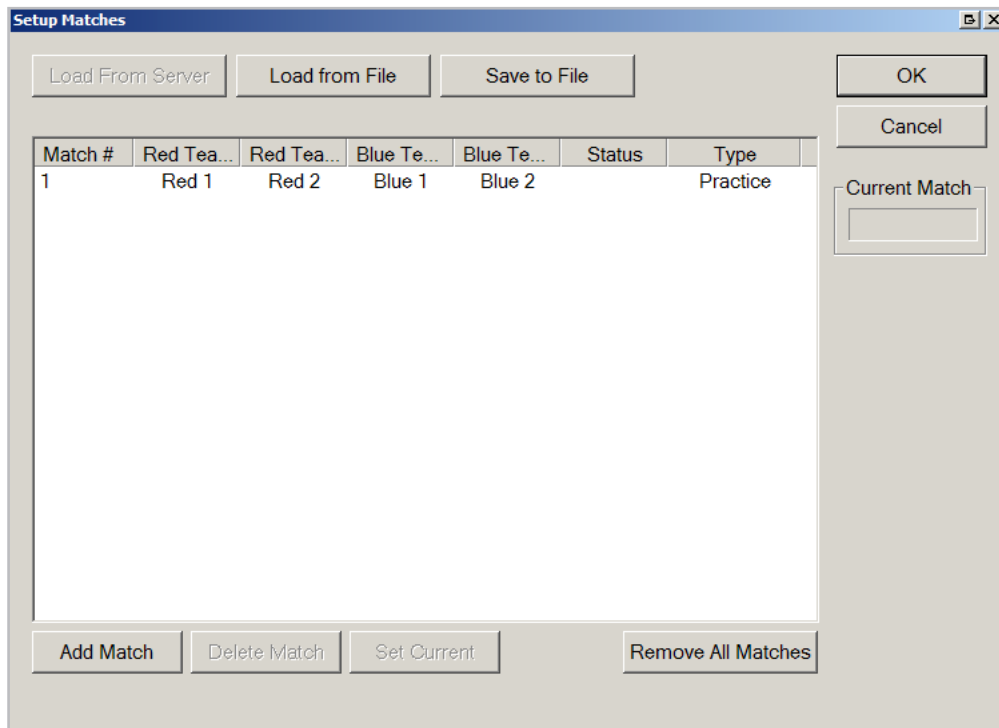 Setup Matches
Load From Server Load from File Save to File OK
Cancel
Match # Red Tea... Red Tea... Blue Te... Blue Te... Status Type
1 Red 1 Red 2 Blue 1 Blue 2 Practice
Current Match
Add Match Delete Match Set Current Remove All Matches